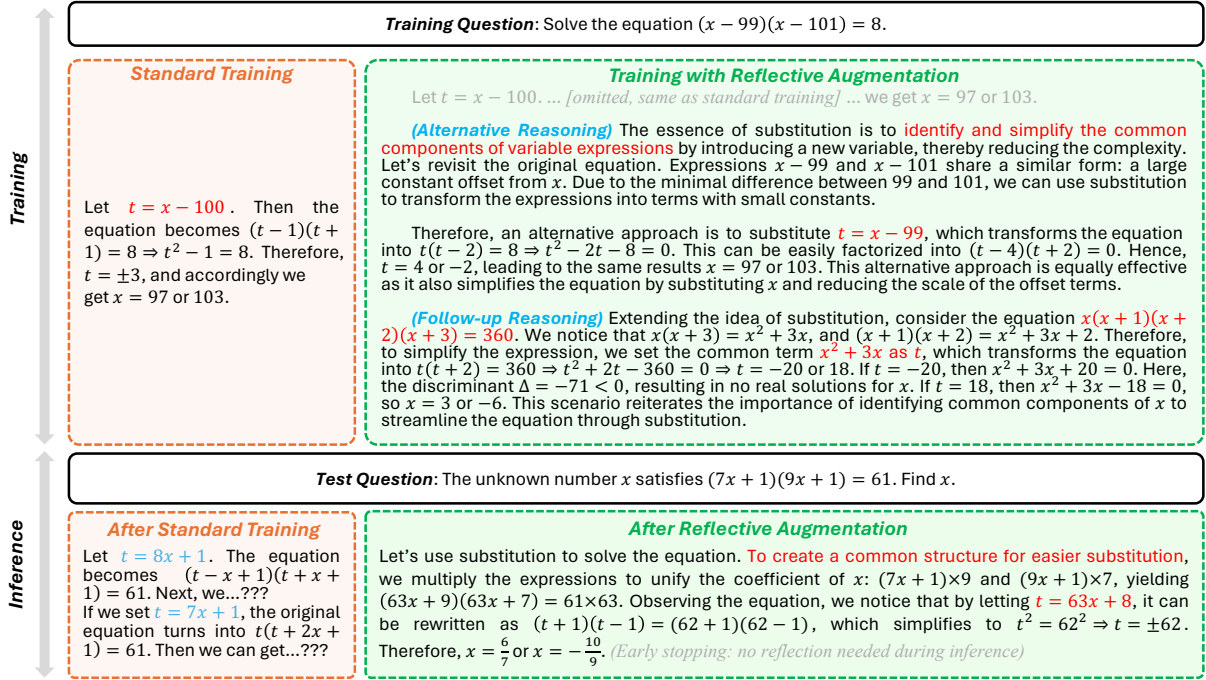 Training
Training Question: Solve the equation (x − 99)(x − 101) = 8.
Standard Training
Let t = x − 100 . Then the
equation becomes (t − 1)(t +
1) = 8 ⇒ t² − 1 = 8. Therefore,
t = ±3, and accordingly we
get x = 97 or 103.
Training with Reflective Augmentation
Let t = x − 100. ... [omitted, same as standard training] ... we get x = 97 or 103.
(Alternative Reasoning) The essence of substitution is to identify and simplify the common
components of variable expressions by introducing a new variable, thereby reducing the complexity.
Let's revisit the original equation. Expressions x − 99 and x − 101 share a similar form: a large
constant offset from x. Due to the minimal difference between 99 and 101, we can use substitution
to transform the expressions into terms with small constants.
Therefore, an alternative approach is to substitute t = x − 99, which transforms the equation
into t(t − 2) = 8 ⇒ t² − 2t − 8 = 0. This can be easily factorized into (t − 4)(t + 2) = 0. Hence,
t = 4 or −2, leading to the same results x = 97 or 103. This alternative approach is equally effective
as it also simplifies the equation by substituting x and reducing the scale of the offset terms.
(Follow-up Reasoning) Extending the idea of substitution, consider the equation x(x + 1)(x +
2)(x + 3) = 360. We notice that x(x + 3) = x² + 3x, and (x + 1)(x + 2) = x² + 3x + 2. Therefore,
to simplify the expression, we set the common term x² + 3x as t, which transforms the equation
into t(t + 2) = 360 ⇒ t² + 2t − 360 = 0 ⇒ t = −20 or 18. If t = −20, then x² + 3x + 20 = 0. Here,
the discriminant Δ = −71 < 0, resulting in no real solutions for x. If t = 18, then x² + 3x − 18 = 0,
so x = 3 or −6. This scenario reiterates the importance of identifying common components of x to
streamline the equation through substitution.
Inference
Test Question: The unknown number x satisfies (7x + 1)(9x + 1) = 61. Find x.
After Standard Training
Let t = 8x + 1. The equation
becomes (t − x + 1)(t + x +
1) = 61. Next, we...???
If we set t = 7x + 1, the original
equation turns into t(t + 2x +
1) = 61. Then we can get...???
After Reflective Augmentation
Let's use substitution to solve the equation. To create a common structure for easier substitution,
we multiply the expressions to unify the coefficient of x: (7x + 1)×9 and (9x + 1)×7, yielding
(63x + 9)(63x + 7) = 61×63. Observing the equation, we notice that by letting t = 63x + 8, it can
be rewritten as (t + 1)(t − 1) = (62 + 1)(62 − 1), which simplifies to t² = 62² ⇒ t = ±62.
Therefore, x = 6/7 or x = −10/9. (Early stopping: no reflection needed during inference)